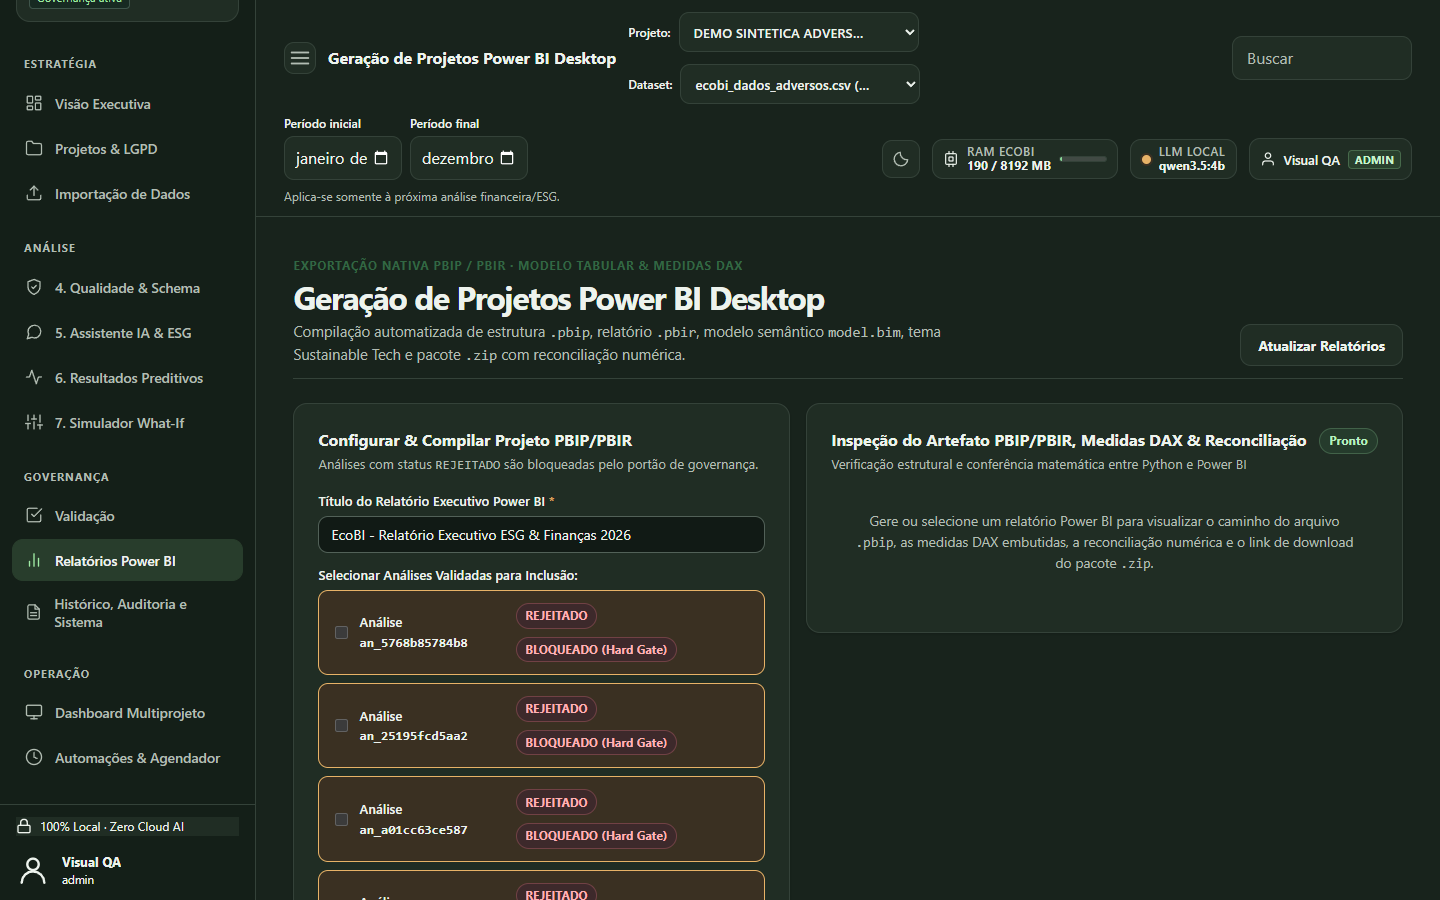 Governança ativa
ESTRATÉGIA
Visão Executiva
Projetos & LGPD
Importação de Dados
ANÁLISE
4. Qualidade & Schema
5. Assistente IA & ESG
6. Resultados Preditivos
7. Simulador What-If
GOVERNANÇA
Validação
Relatórios Power BI
Histórico, Auditoria e
Sistema
OPERAÇÃO
Dashboard Multiprojeto
Automações & Agendador
100% Local · Zero Cloud AI
Visual QA
admin
Geração de Projetos Power BI Desktop
Projeto:
DEMO SINTETICA ADVERS...
Dataset:
ecobi_dados_adversos.csv (...
Buscar
Período inicial
Período final
janeiro de
dezembro
Aplica-se somente à próxima análise financeira/ESG.
RAM ECOBI
190 / 8192 MB
LLM LOCAL
qwen3.5:4b
Visual QA
ADMIN
EXPORTAÇÃO NATIVA PBIP / PBIR · MODELO TABULAR & MEDIDAS DAX
Geração de Projetos Power BI Desktop
Compilação automatizada de estrutura .pbip, relatório .pbir, modelo semântico model.bim, tema
Sustainable Tech e pacote .zip com reconciliação numérica.
Atualizar Relatórios
Configurar & Compilar Projeto PBIP/PBIR
Análises com status REJEITADO são bloqueadas pelo portão de governança.
Título do Relatório Executivo Power BI *
EcoBI - Relatório Executivo ESG & Finanças 2026
Selecionar Análises Validadas para Inclusão:
Análise
an_5768b85784b8
REJEITADO
BLOQUEADO (Hard Gate)
Análise
an_25195fcd5aa2
REJEITADO
BLOQUEADO (Hard Gate)
Análise
an_a01cc63ce587
REJEITADO
BLOQUEADO (Hard Gate)
REJEITADO
Inspeção do Artefato PBIP/PBIR, Medidas DAX & Reconciliação
Pronto
Verificação estrutural e conferência matemática entre Python e Power BI
Gere ou selecione um relatório Power BI para visualizar o caminho do arquivo
.pbip, as medidas DAX embutidas, a reconciliação numérica e o link de download
do pacote .zip.